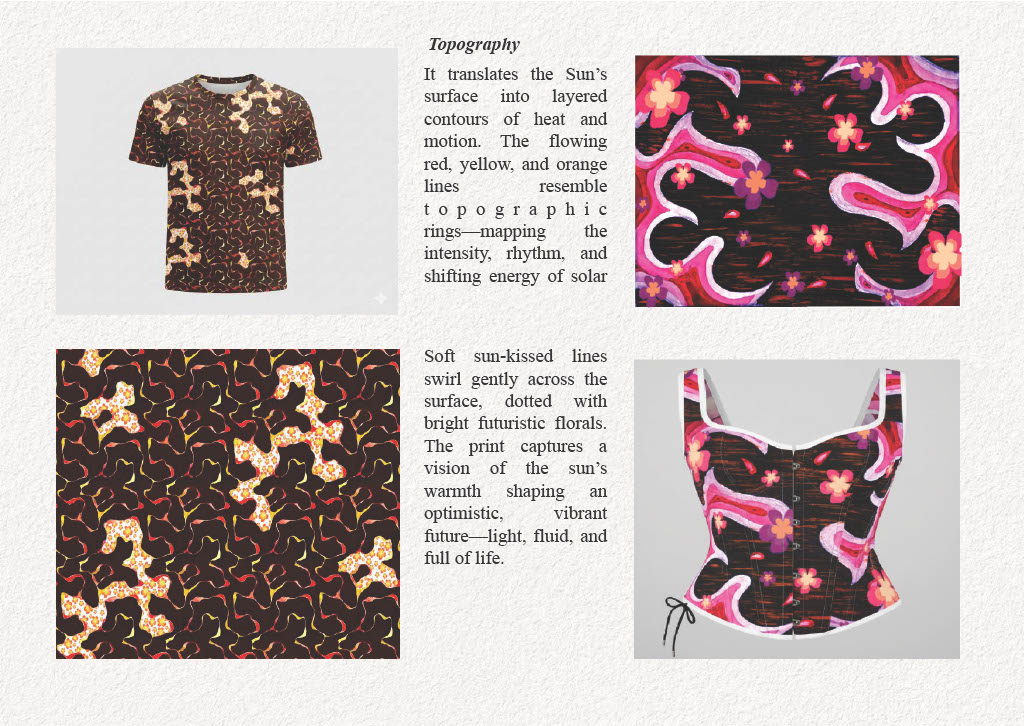 Topography
It translates the Sun’s
surface into layered
contours of heat and
motion. The flowing
red, yellow, and orange
lines resemble
topographic
rings—mapping the
intensity, rhythm, and
shifting energy of solar
Soft sun-kissed lines
swirl gently across the
surface, dotted with
bright futuristic florals.
The print captures a
vision of the sun’s
warmth shaping an
optimistic, vibrant
future—light, fluid, and
full of life.